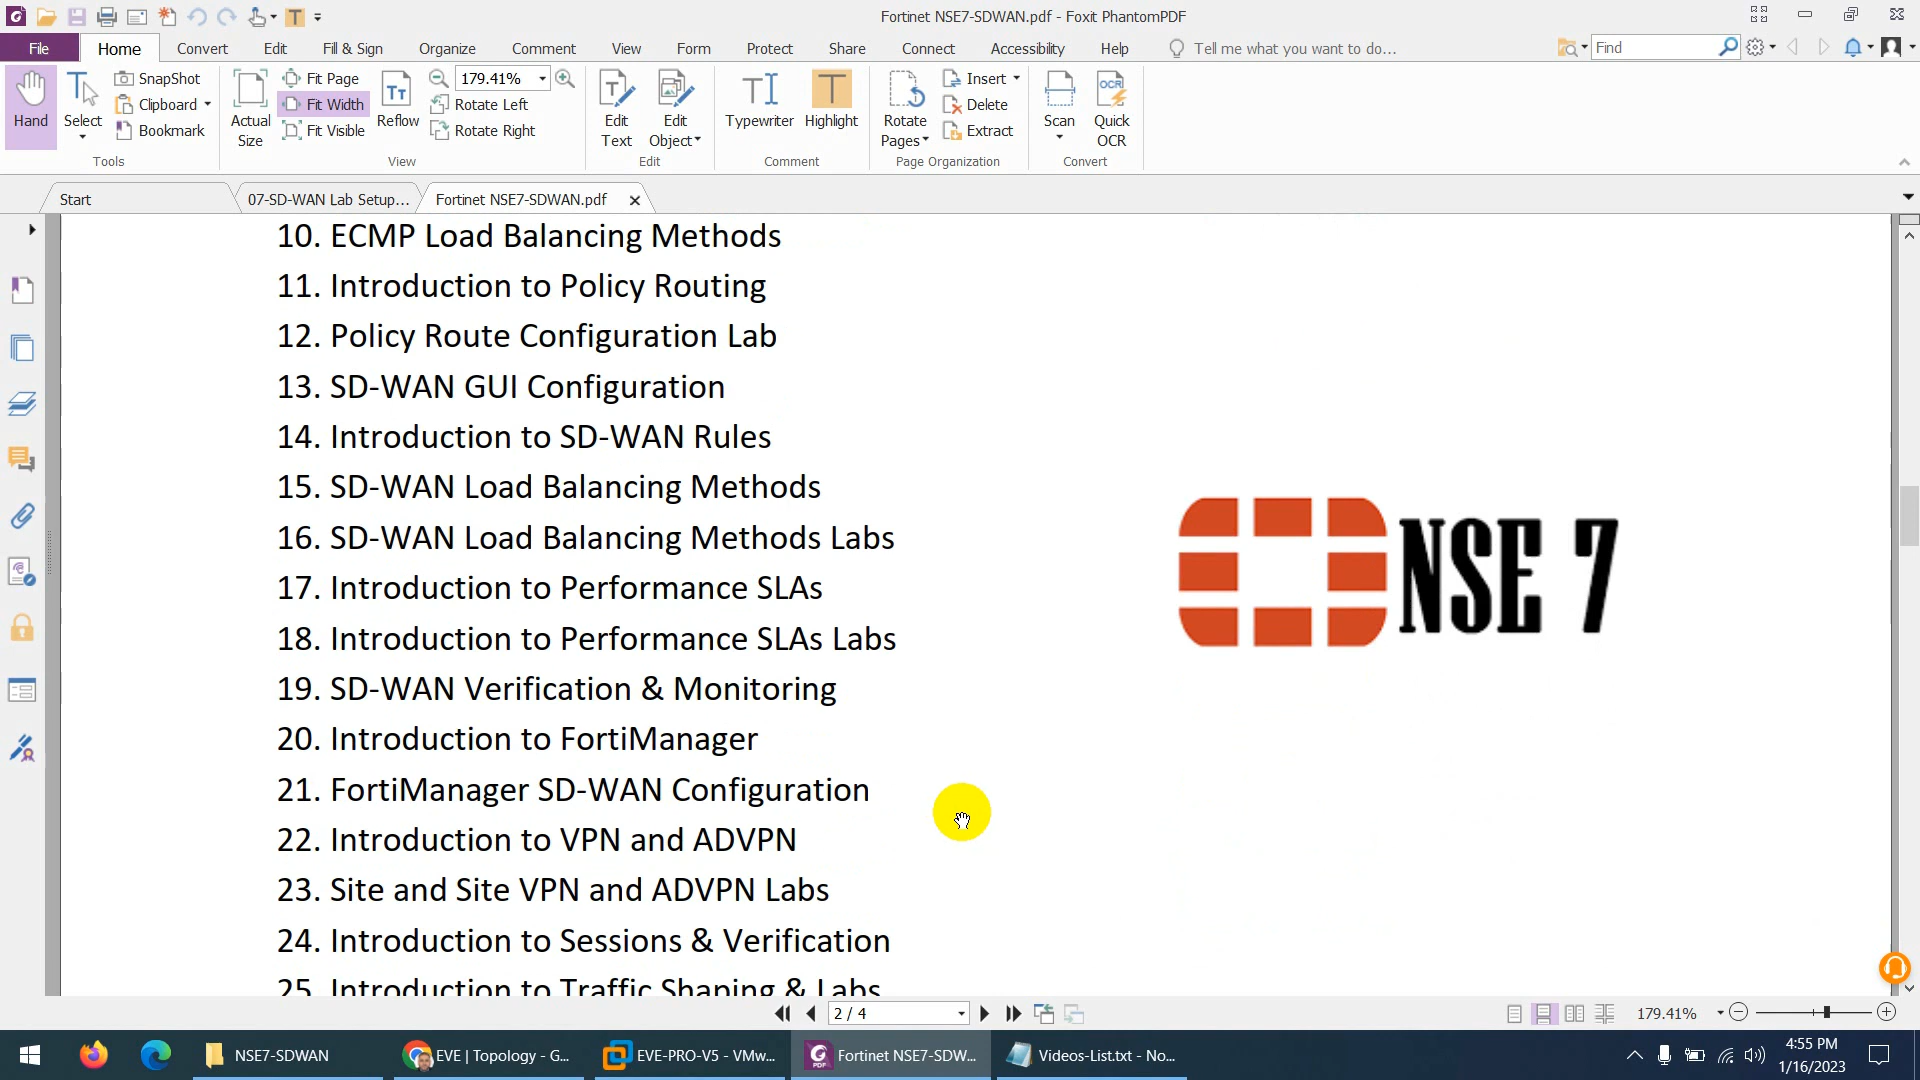 Fortinet NSE7-SDWAN.pdf - Foxit PhantomPDF
File Home Convert Edit Fill & Sign Organize Comment View Form Protect Share Connect Accessibility Help Tell me what you want to do... Find
Hand
Select
SnapShot
Clipboard
Bookmark
Tools
Actual Size
Fit Page
Fit Width
Fit Visible
Reflow
179.41%
Rotate Left
Rotate Right
View
Edit Text
Edit Object
Edit
Typewriter
Highlight
Comment
Rotate Pages
Insert
Delete
Extract
Page Organization
Scan
OCR
Quick OCR
Convert
Start 07-SD-WAN Lab Setup... Fortinet NSE7-SDWAN.pdf
10. ECMP Load Balancing Methods
11. Introduction to Policy Routing
12. Policy Route Configuration Lab
13. SD-WAN GUI Configuration
14. Introduction to SD-WAN Rules
15. SD-WAN Load Balancing Methods
16. SD-WAN Load Balancing Methods Labs
17. Introduction to Performance SLAs
18. Introduction to Performance SLAs Labs
19. SD-WAN Verification & Monitoring
20. Introduction to FortiManager
21. FortiManager SD-WAN Configuration
22. Introduction to VPN and ADVPN
23. Site and Site VPN and ADVPN Labs
24. Introduction to Sessions & Verification
25. Introduction to Traffic Shaping & Labs
NSE 7
2 / 4
179.41%
NSE7-SDWAN EVE | Topology - G... EVE-PRO-V5 - VMw... PDF Fortinet NSE7-SDW... Videos-List.txt - No...
4:55 PM
1/16/2023